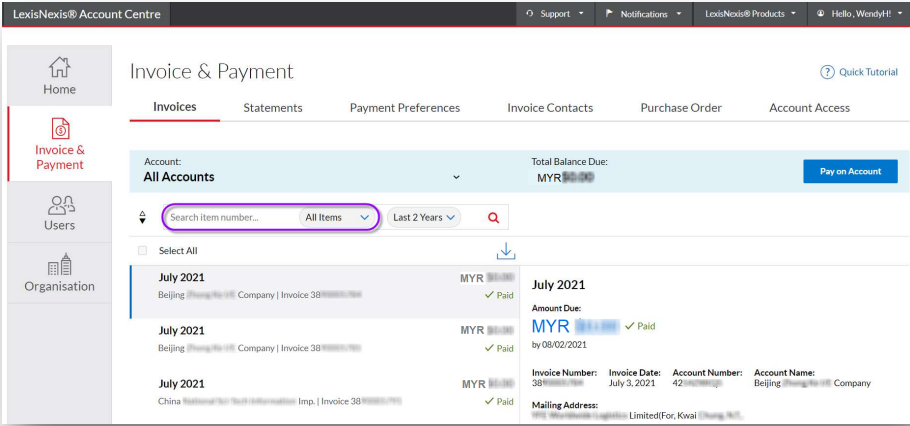 LexisNexis® Account Centre
Support
Notifications
LexisNexis® Products
Hello, WendyH!
Home
Invoice & Payment
Users
Organisation
Invoice & Payment
Quick Tutorial
Invoices
Statements
Payment Preferences
Invoice Contacts
Purchase Order
Account Access
Account:
All Accounts
Total Balance Due:
MYR
Pay on Account
Search item number...
All Items
Last 2 Years
Select All
July 2021
MYR
Beijing Company | Invoice 38
Paid
July 2021
MYR
Beijing Company | Invoice 38
Paid
July 2021
MYR
China Imp. | Invoice 38
Paid
July 2021
Amount Due:
MYR
Paid
by 08/02/2021
Invoice Number:
38
Invoice Date:
July 3, 2021
Account Number:
42
Account Name:
Beijing Company
Mailing Address:
Limited(For, Kwai